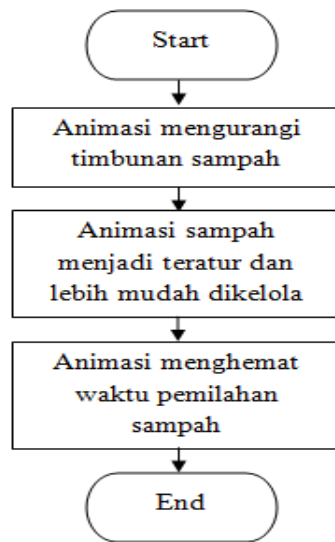 Start
Animasi mengurangi
timbunan sampah
Animasi sampah
menjadi teratur dan
lebih mudah dikelola
Animasi menghemat
waktu pemilahan
sampah
End